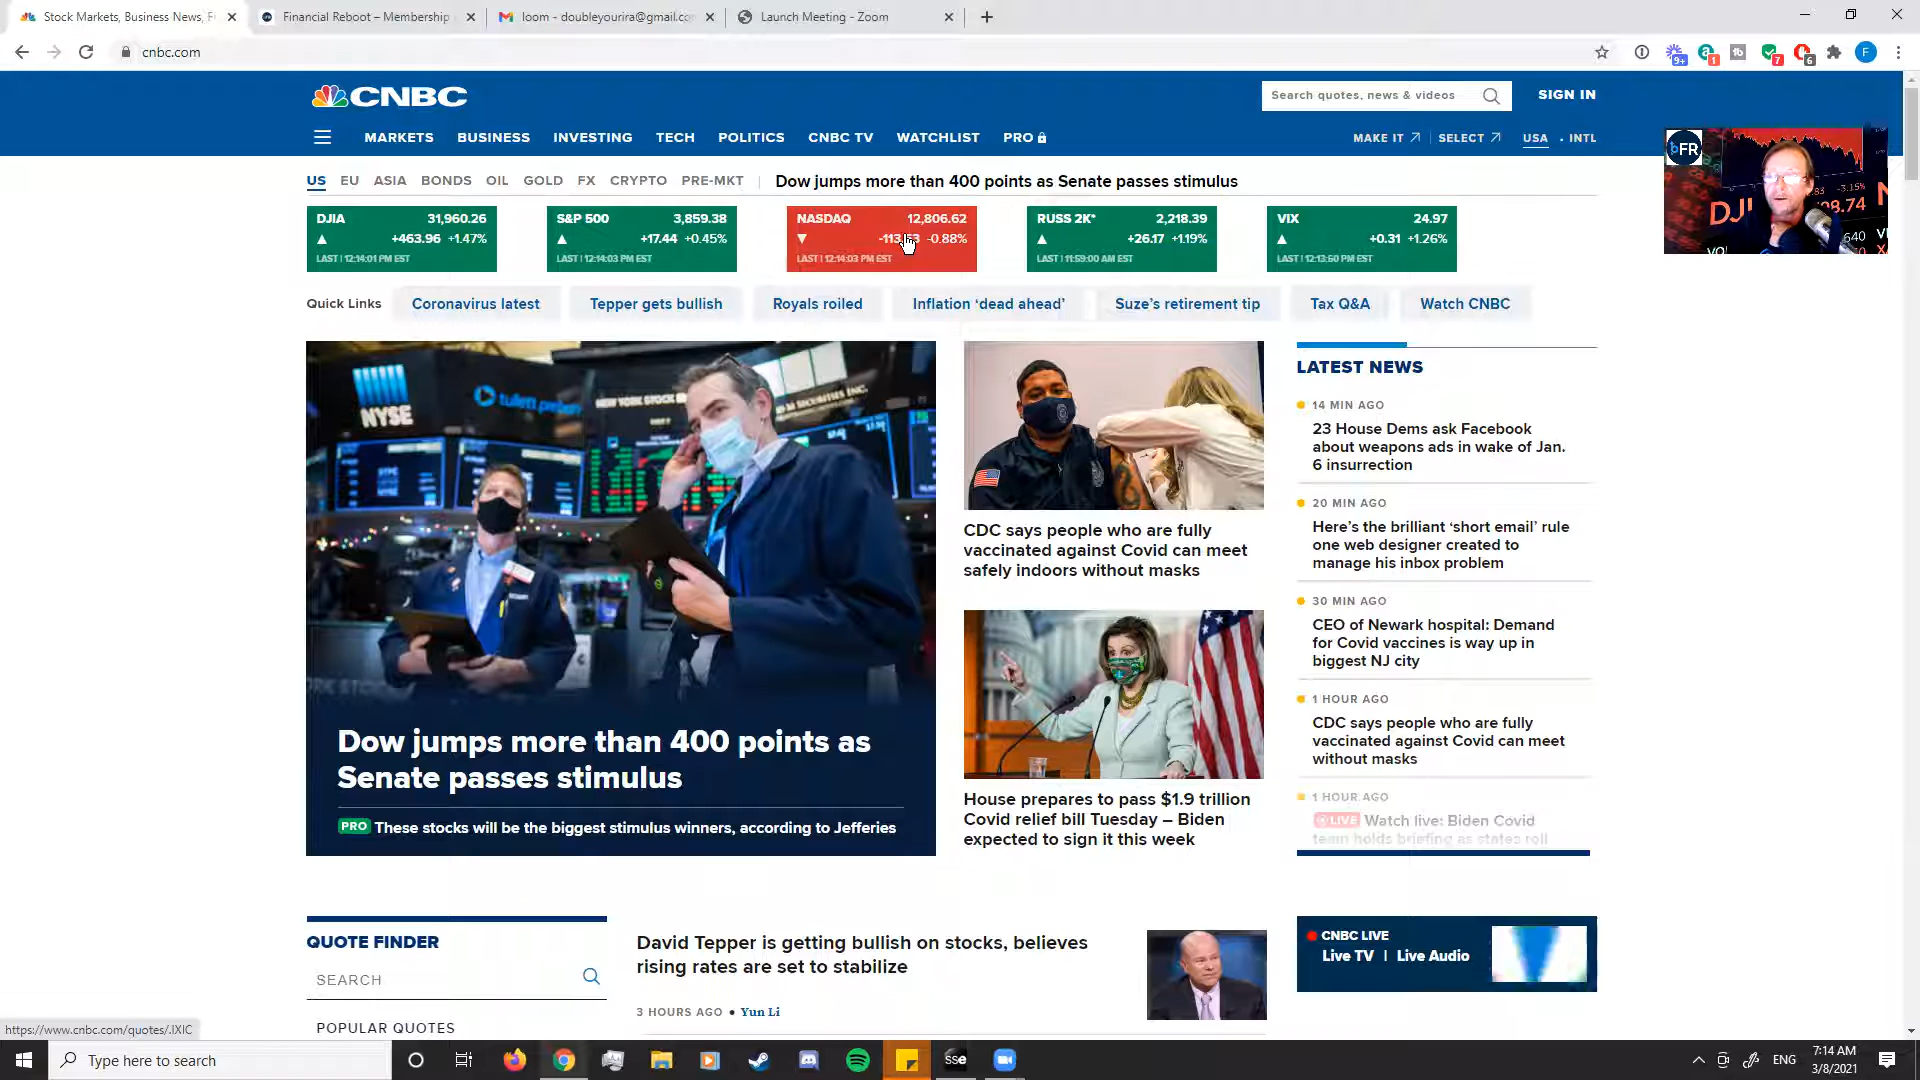 Stock Markets, Business News, F
Financial Reboot – Membership
loom - doubleyourira@gmail.co
Launch Meeting - Zoom
cnbc.com
9+
1
7
6
F
CNBC
Search quotes, news & videos
SIGN IN
MARKETS BUSINESS INVESTING TECH POLITICS CNBC TV WATCHLIST PRO
MAKE IT SELECT USA • INTL
US EU ASIA BONDS OIL GOLD FX CRYPTO PRE-MKT
Dow jumps more than 400 points as Senate passes stimulus
DJIA 31,960.26
+463.96 +1.47%
LAST | 12:14:01 PM EST
S&P 500 3,859.38
+17.44 +0.45%
LAST | 12:14:03 PM EST
NASDAQ 12,806.62
-0.88%
LAST | 12:14:03 PM EST
RUSS 2K* 2,218.39
+26.17 +1.19%
LAST | 11:59:00 AM EST
VIX 24.97
+0.31 +1.26%
LAST | 12:13:50 PM EST
bFR
-3.15%
Quick Links
Coronavirus latest
Tepper gets bullish
Royals roiled
Inflation ‘dead ahead’
Suze’s retirement tip
Tax Q&A
Watch CNBC
NYSE
NEW YORK STOCK
Dow jumps more than 400 points as
Senate passes stimulus
PRO These stocks will be the biggest stimulus winners, according to Jefferies
CDC says people who are fully
vaccinated against Covid can meet
safely indoors without masks
House prepares to pass $1.9 trillion
Covid relief bill Tuesday – Biden
expected to sign it this week
LATEST NEWS
14 MIN AGO
23 House Dems ask Facebook
about weapons ads in wake of Jan.
6 insurrection
20 MIN AGO
Here’s the brilliant ‘short email’ rule
one web designer created to
manage his inbox problem
30 MIN AGO
CEO of Newark hospital: Demand
for Covid vaccines is way up in
biggest NJ city
1 HOUR AGO
CDC says people who are fully
vaccinated against Covid can meet
without masks
1 HOUR AGO
LIVE Watch live: Biden Covid
team holds briefing as states roll
QUOTE FINDER
SEARCH
POPULAR QUOTES
David Tepper is getting bullish on stocks, believes
rising rates are set to stabilize
3 HOURS AGO • Yun Li
CNBC LIVE
Live TV | Live Audio
https://www.cnbc.com/quotes/.IXIC
Type here to search
sse
ENG
7:14 AM
3/8/2021